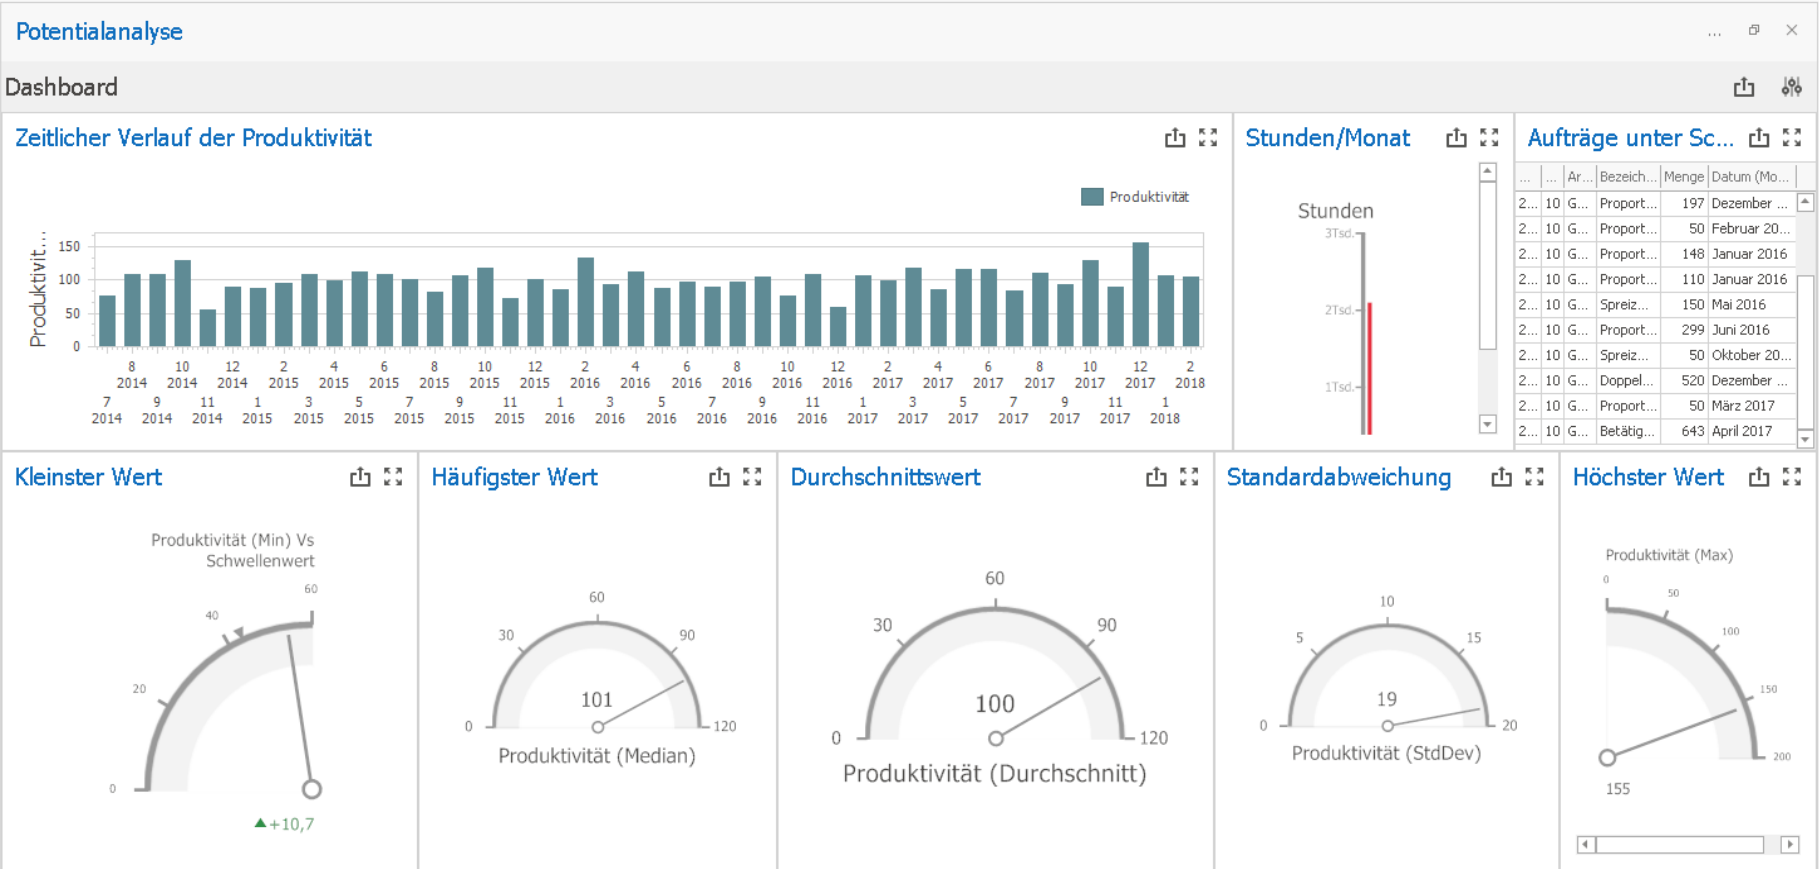 Potentialanalyse
...
Dashboard
Zeitlicher Verlauf der Produktivität
Produktivität
Produktivit...
150
100
50
0
8 10 12 2 4 6 8 10 12 2 4 6 8 10 12 2 4 6 8 10 12 2
2014 2014 2014 2015 2015 2015 2015 2015 2015 2016 2016 2016 2016 2016 2016 2017 2017 2017 2017 2017 2017 2018
7 9 11 1 3 5 7 9 11 1 3 5 7 9 11 1 3 5 7 9 11 1
2014 2014 2014 2015 2015 2015 2015 2015 2015 2016 2016 2016 2016 2016 2016 2017 2017 2017 2017 2017 2017 2018
Stunden/Monat
Stunden
3Tsd.
2Tsd.
1Tsd.
Aufträge unter Sc...
... ... Ar... Bezeich... Menge Datum (Mo...
2... 10 G... Proport... 197 Dezember ...
2... 10 G... Proport... 50 Februar 20...
2... 10 G... Proport... 148 Januar 2016
2... 10 G... Proport... 110 Januar 2016
2... 10 G... Spreiz... 150 Mai 2016
2... 10 G... Proport... 299 Juni 2016
2... 10 G... Spreiz... 50 Oktober 20...
2... 10 G... Doppel... 520 Dezember ...
2... 10 G... Proport... 50 März 2017
2... 10 G... Betätig... 643 April 2017
Kleinster Wert
Produktivität (Min) Vs
Schwellenwert
60
40
20
0
+10,7
Häufigster Wert
60
30 90
101
0 120
Produktivität (Median)
Durchschnittswert
60
30 90
100
0 120
Produktivität (Durchschnitt)
Standardabweichung
10
5 15
19
0 20
Produktivität (StdDev)
Höchster Wert
Produktivität (Max)
0
50
100
150
200
155